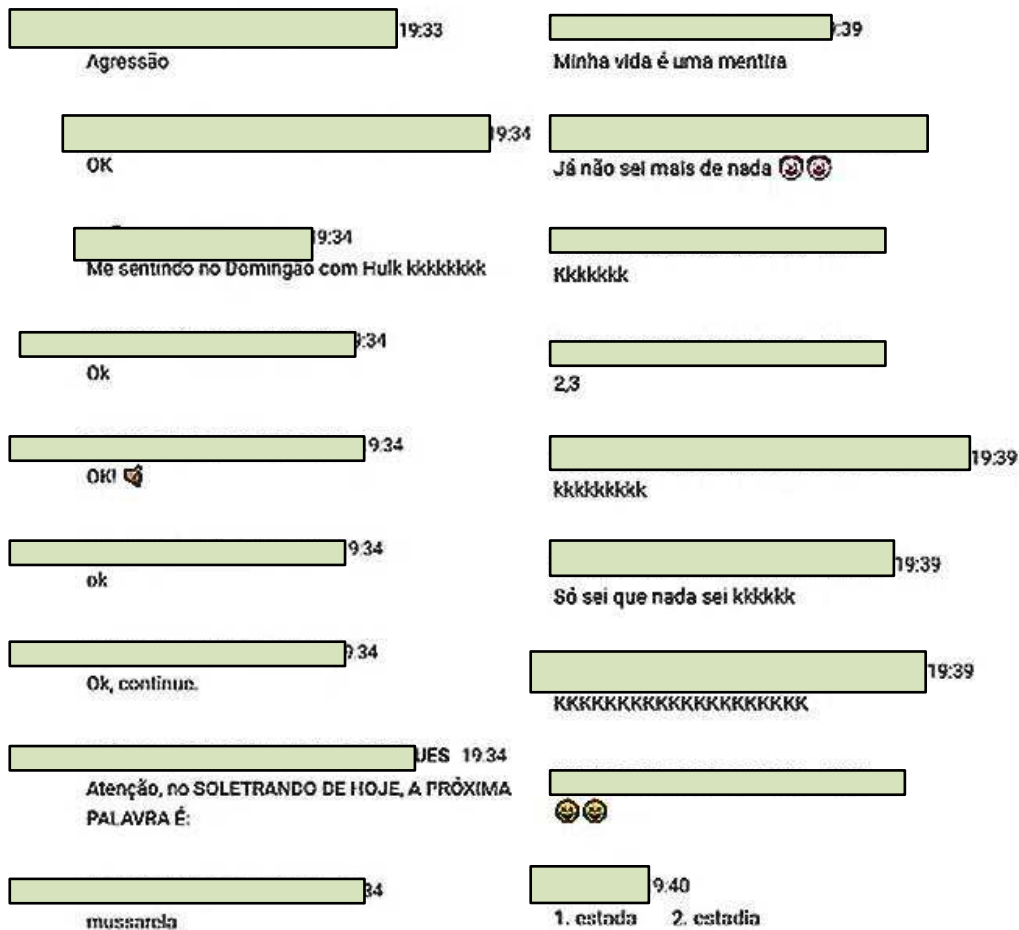 19:33
Agressão
19:34
OK
19:34
Me sentindo no Domingão com Hulk kkkkkkkk
:34
Ok
9:34
OK!
9:34
ok
9:34
Ok, continue.
UES 19:34
Atenção, no SOLETRANDO DE HOJE, A PRÓXIMA
PALAVRA É:
34
mussarela
:39
Minha vida é uma mentira
Já não sei mais de nada
Kkkkkkk
2,3
19:39
kkkkkkkkk
19:39
Só sei que nada sei kkkkkk
19:39
KKKKKKKKKKKKKKKKKKKK
9:40
1. estada 2. estadia